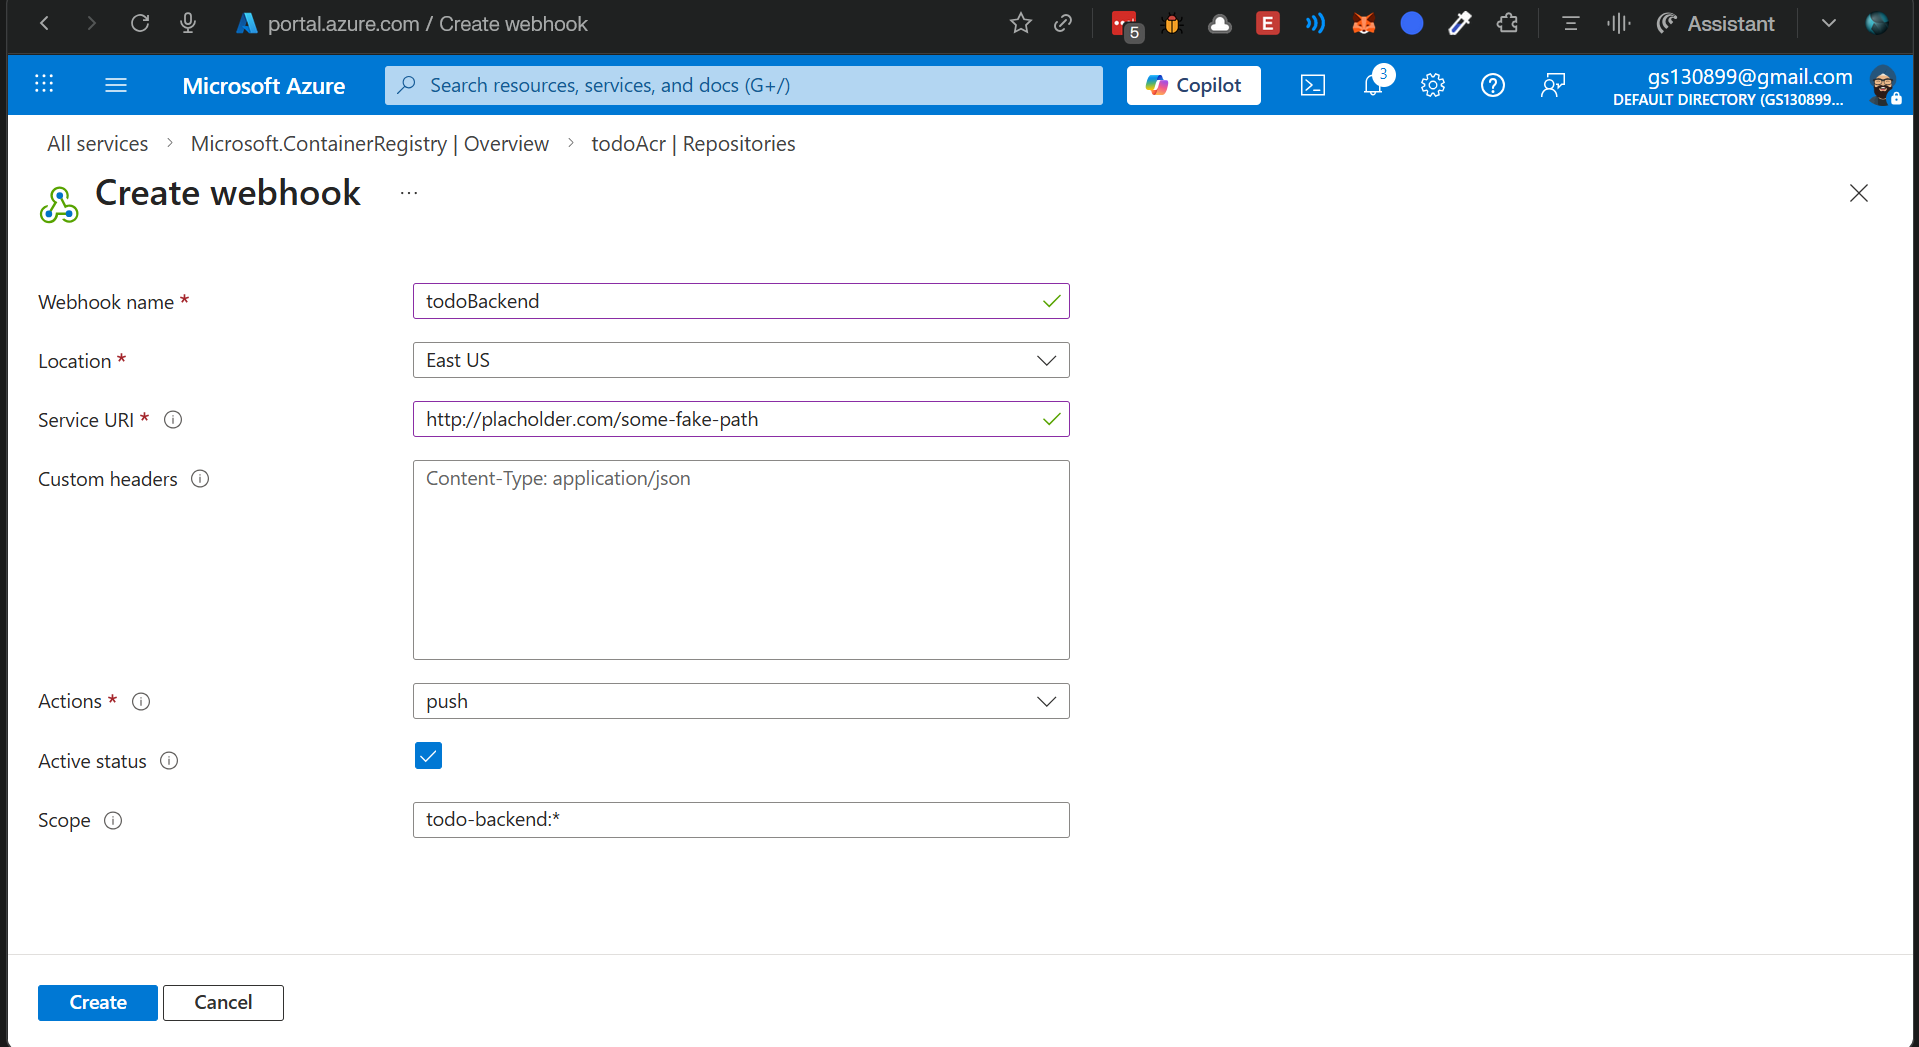 portal.azure.com / Create webhook
5
E
Assistant
Microsoft Azure
Search resources, services, and docs (G+/)
Copilot
3
gs130899@gmail.com
DEFAULT DIRECTORY (GS130899...
All services > Microsoft.ContainerRegistry | Overview > todoAcr | Repositories
Create webhook ...
Webhook name *
todoBackend
Location *
East US
Service URI *
http://placholder.com/some-fake-path
Custom headers
Content-Type: application/json
Actions *
push
Active status
Scope
todo-backend:*
Create
Cancel